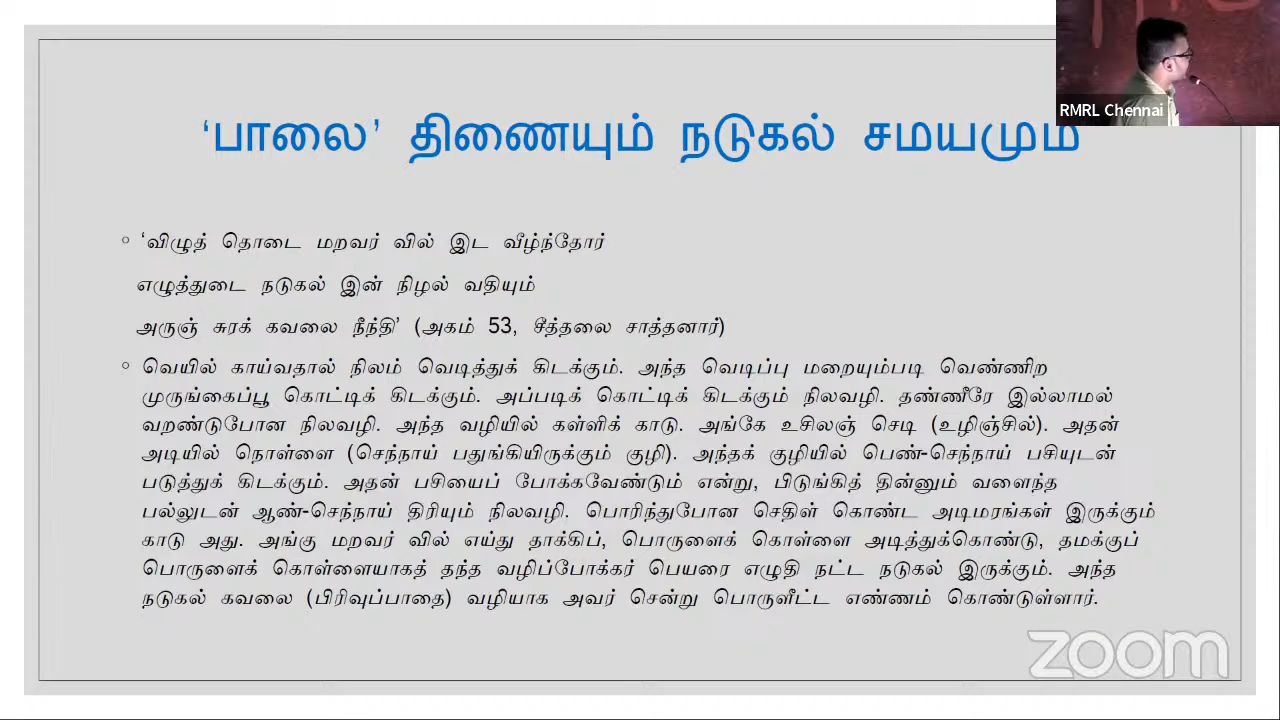 RMRL Chennai
‘பாலை’ திணையும் நடுகல் சமயமும்
‘விழுத் தொடை மறவர் வில் இட வீழ்ந்தோர்
எழுத்துடை நடுகல் இன் நிழல் வதியும்
அருஞ் சுரக் கவலை நீந்தி’ (அகம் 53, சீத்தலை சாத்தனார்)
வெயில் காய்வதால் நிலம் வெடித்துக் கிடக்கும். அந்த வெடிப்பு மறையும்படி வெண்ணிற
முருங்கைப்பூ கொட்டிக் கிடக்கும். அப்படிக் கொட்டிக் கிடக்கும் நிலவழி. தண்ணீரே இல்லாமல்
வறண்டுபோன நிலவழி. அந்த வழியில் கள்ளிக் காடு. அங்கே உசிலஞ் செடி (உழிஞ்சில்). அதன்
அடியில் நொள்ளை (செந்நாய் பதுங்கியிருக்கும் குழி). அந்தக் குழியில் பெண்-செந்நாய் பசியுடன்
படுத்துக் கிடக்கும். அதன் பசியைப் போக்கவேண்டும் என்று, பிடுங்கித் தின்னும் வளைந்த
பல்லுடன் ஆண்-செந்நாய் திரியும் நிலவழி. பொரிந்துபோன செதிள் கொண்ட அடிமரங்கள் இருக்கும்
காடு அது. அங்கு மறவர் வில் எய்து தாக்கிப், பொருளைக் கொள்ளை அடித்துக்கொண்டு, தமக்குப்
பொருளைக் கொள்ளையாகத் தந்த வழிப்போக்கர் பெயரை எழுதி நட்ட நடுகல் இருக்கும். அந்த
நடுகல் கவலை (பிரிவுப்பாதை) வழியாக அவர் சென்று பொருளீட்ட எண்ணம் கொண்டுள்ளார்.
zoom